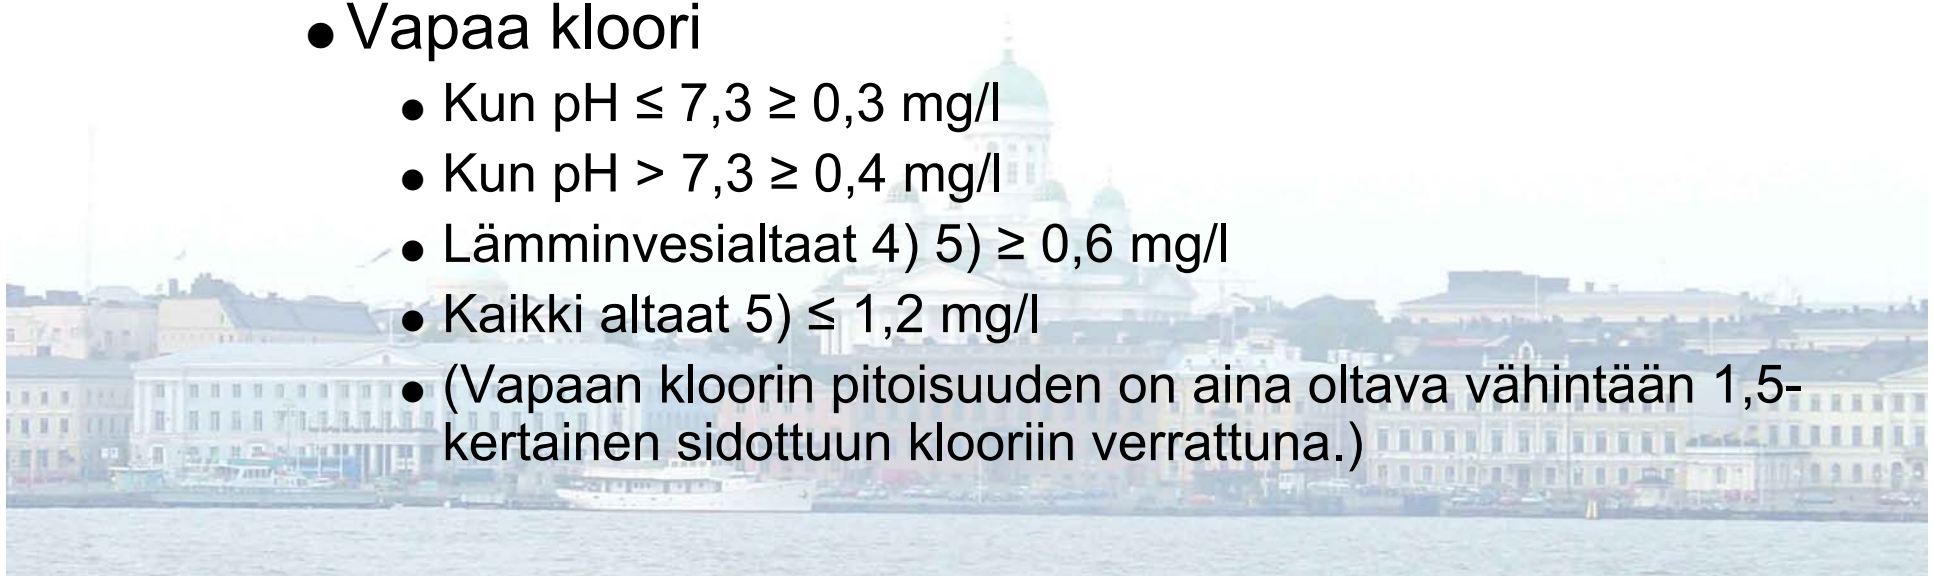 ● Vapaa kloori
● Kun pH ≤ 7,3 ≥ 0,3 mg/l
● Kun pH > 7,3 ≥ 0,4 mg/l
● Lämminvesialtaat 4) 5) ≥ 0,6 mg/l
● Kaikki altaat 5) ≤ 1,2 mg/l
● (Vapaan kloorin pitoisuuden on aina oltava vähintään 1,5-
kertainen sidottuun klooriin verrattuna.)